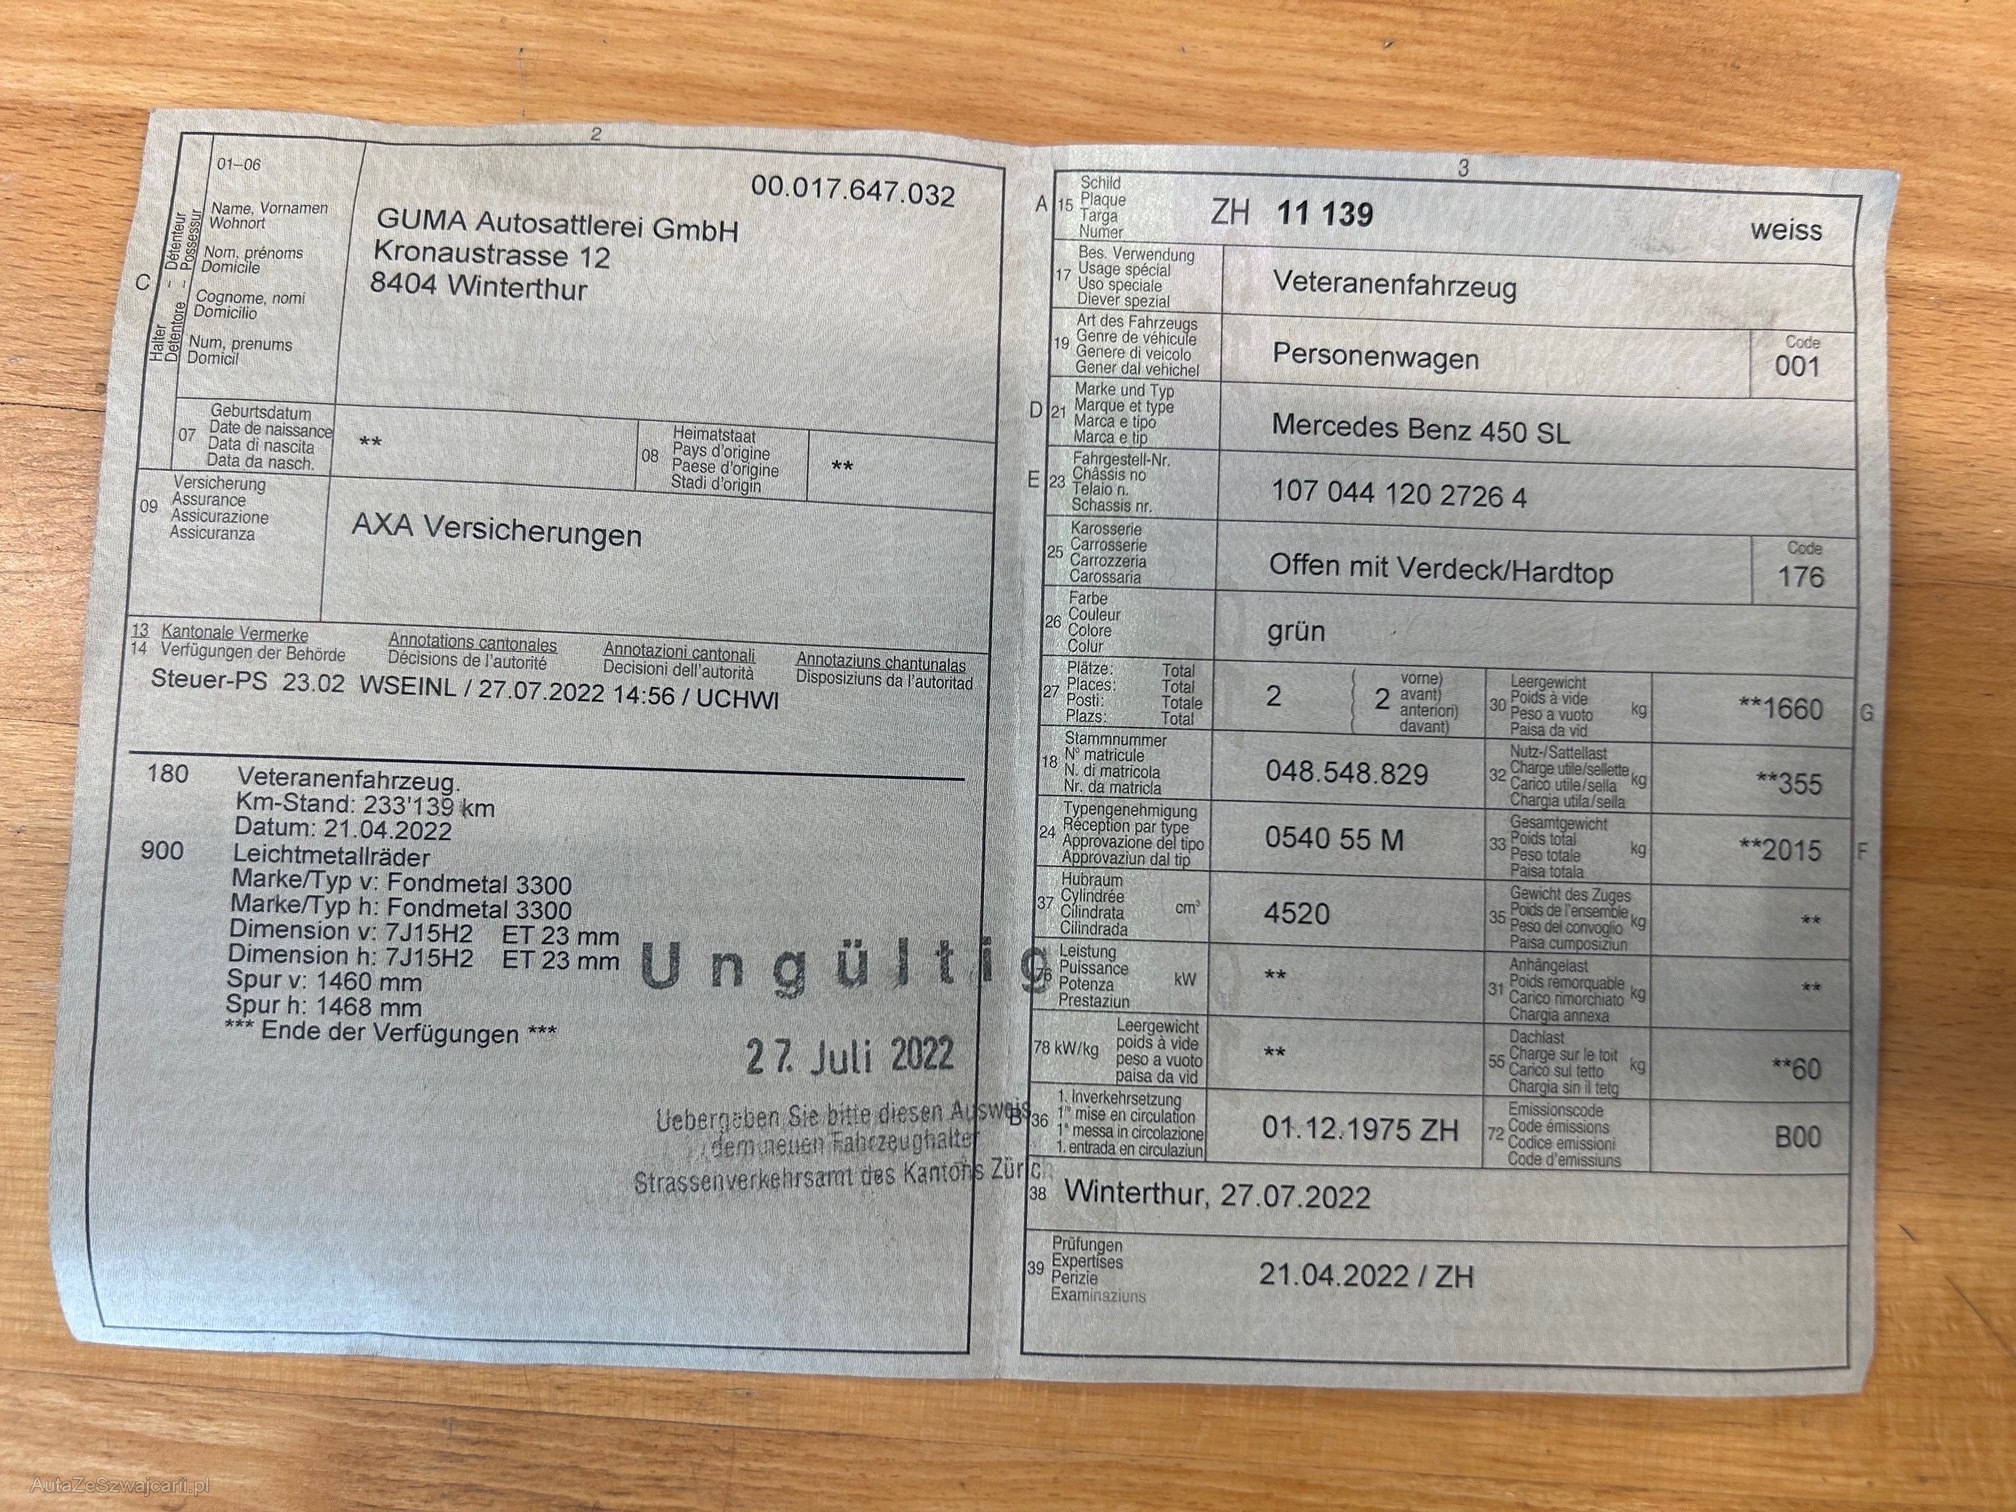 2
01–06
00.017.647.032
C
Halter – Détenteur
Detentore – Possessur
Name, Vornamen
Wohnort
Nom, prénoms
Domicile
Cognome, nomi
Domicilio
Num, prenums
Domicil
GUMA Autosattlerei GmbH
Kronaustrasse 12
8404 Winterthur
07
Geburtsdatum
Date de naissance
Data di nascita
Data da nasch.
**
08
Heimatstaat
Pays d'origine
Paese d'origine
Stadi d'origin
**
09
Versicherung
Assurance
Assicurazione
Assicuranza
AXA Versicherungen
13 Kantonale Vermerke Annotations cantonales Annotazioni cantonali Annotaziuns chantunalas
14 Verfügungen der Behörde Décisions de l'autorité Decisioni dell'autorità Disposiziuns da l'autoritad
Steuer-PS 23.02 WSEINL / 27.07.2022 14:56 / UCHWI
180 Veteranenfahrzeug.
Km-Stand: 233'139 km
Datum: 21.04.2022
900 Leichtmetallräder
Marke/Typ v: Fondmetal 3300
Marke/Typ h: Fondmetal 3300
Dimension v: 7J15H2 ET 23 mm
Dimension h: 7J15H2 ET 23 mm
Spur v: 1460 mm
Spur h: 1468 mm
*** Ende der Verfügungen ***
Ungültig
27. Juli 2022
Uebergeben Sie bitte diesen Ausweis
dem neuen Fahrzeughalter
Strassenverkehrsamt des Kantons Züric
3
A 15
Schild
Plaque
Targa
Numer
ZH 11 139 weiss
17
Bes. Verwendung
Usage spécial
Uso speciale
Diever spezial
Veteranenfahrzeug
19
Art des Fahrzeugs
Genre de véhicule
Genere di veicolo
Gener dal vehichel
Personenwagen
Code
001
D 21
Marke und Typ
Marque et type
Marca e tipo
Marca e tip
Mercedes Benz 450 SL
E 23
Fahrgestell-Nr.
Châssis no
Telaio n.
Schassis nr.
107 044 120 2726 4
25
Karosserie
Carrosserie
Carrozzeria
Carossaria
Offen mit Verdeck/Hardtop
Code
176
26
Farbe
Couleur
Colore
Colur
grün
27
Plätze: Total
Places: Total
Posti: Totale
Plazs: Total
2
2
vorne)
avant)
anteriori)
davant)
30
Leergewicht
Poids à vide
Peso a vuoto
Paisa da vid
kg
**1660
G
18
Stammnummer
N° matricule
N. di matricola
Nr. da matricla
048.548.829
32
Nutz-/Sattellast
Charge utile/sellette
Carico utile/sella
Chargia utila/sella
kg
**355
24
Typengenehmigung
Réception par type
Approvazione del tipo
Approvaziun dal tip
0540 55 M
33
Gesamtgewicht
Poids total
Peso totale
Paisa totala
kg
**2015
F
37
Hubraum
Cylindrée
Cilindrata
Cilindrada
cm³
4520
35
Gewicht des Zuges
Poids de l'ensemble
Peso del convoglio
Paisa cumposiziun
kg
**
76
Leistung
Puissance
Potenza
Prestaziun
kW
**
31
Anhängelast
Poids remorquable
Carico rimorchiato
Chargia annexa
kg
**
78 kW/kg
Leergewicht
poids à vide
peso a vuoto
paisa da vid
**
55
Dachlast
Charge sur le toit
Carico sul tetto
Chargia sin il tetg
kg
**60
B 36
1. Inverkehrsetzung
1re mise en circulation
1a messa in circolazione
1. entrada en circulaziun
01.12.1975 ZH
72
Emissionscode
Code émissions
Codice emissioni
Code d'emissiuns
B00
38 Winterthur, 27.07.2022
39
Prüfungen
Expertises
Perizie
Examinaziuns
21.04.2022 / ZH
AutaZeSzwajcarii.pl